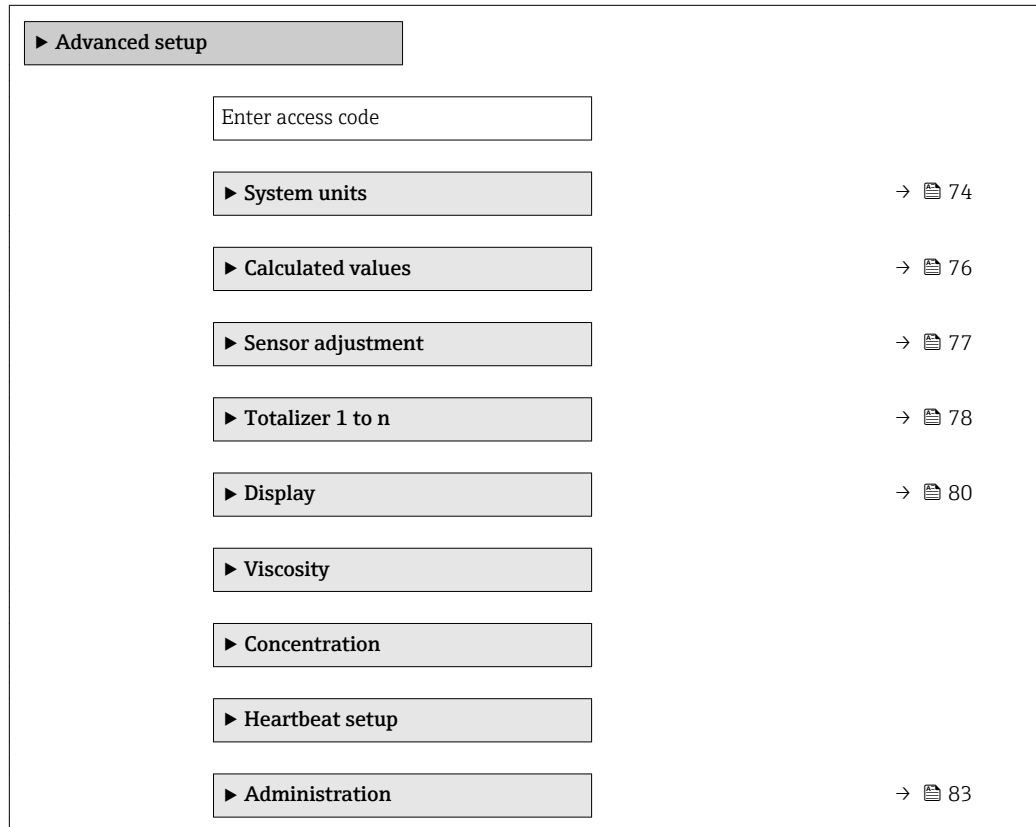 ► Advanced setup
Enter access code
► System units → 74
► Calculated values → 76
► Sensor adjustment → 77
► Totalizer 1 to n → 78
► Display → 80
► Viscosity
► Concentration
► Heartbeat setup
► Administration → 83